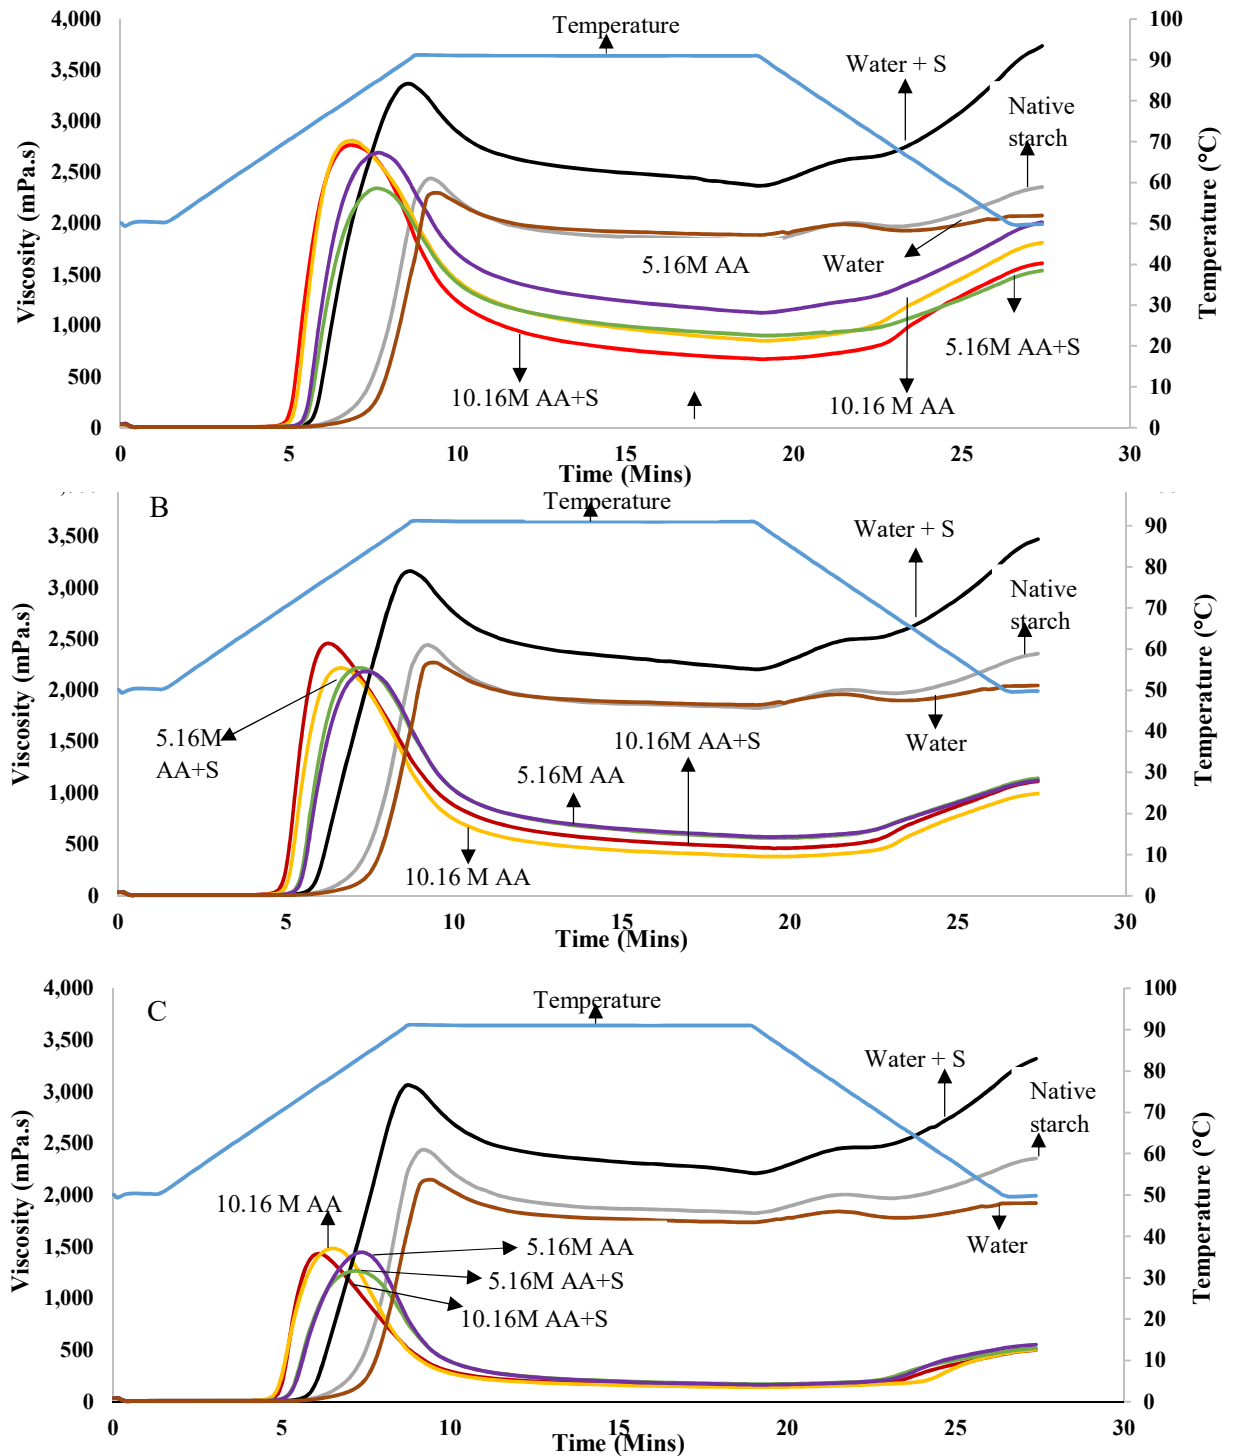 4,000
3,500
3,000
2,500
2,000
1,500
1,000
500
0
Viscosity (mPa.s)
Temperature
Water + S
Native
starch
5.16M AA
Water
10.16M AA+S
10.16 M AA
5.16M AA+S
100
90
80
70
60
50
40
30
20
10
0
Temperature (°C)
0 5 10 15 20 25 30
Time (Mins)
B
3,500
3,000
2,500
2,000
1,500
1,000
500
0
Viscosity (mPa.s)
Temperature
Water + S
Native
starch
5.16M
AA+S
10.16M AA+S
5.16M AA
Water
10.16 M AA
90
80
70
60
50
40
30
20
10
0
Temperature (°C)
0 5 10 15 20 25 30
Time (Mins)
C
4,000
3,500
3,000
2,500
2,000
1,500
1,000
500
0
Viscosity (mPa.s)
Temperature
Water + S
Native
starch
10.16 M AA
5.16M AA
5.16M AA+S
10.16M AA+S
Water
100
90
80
70
60
50
40
30
20
10
0
Temperature (°C)
0 5 10 15 20 25 30
Time (Mins)